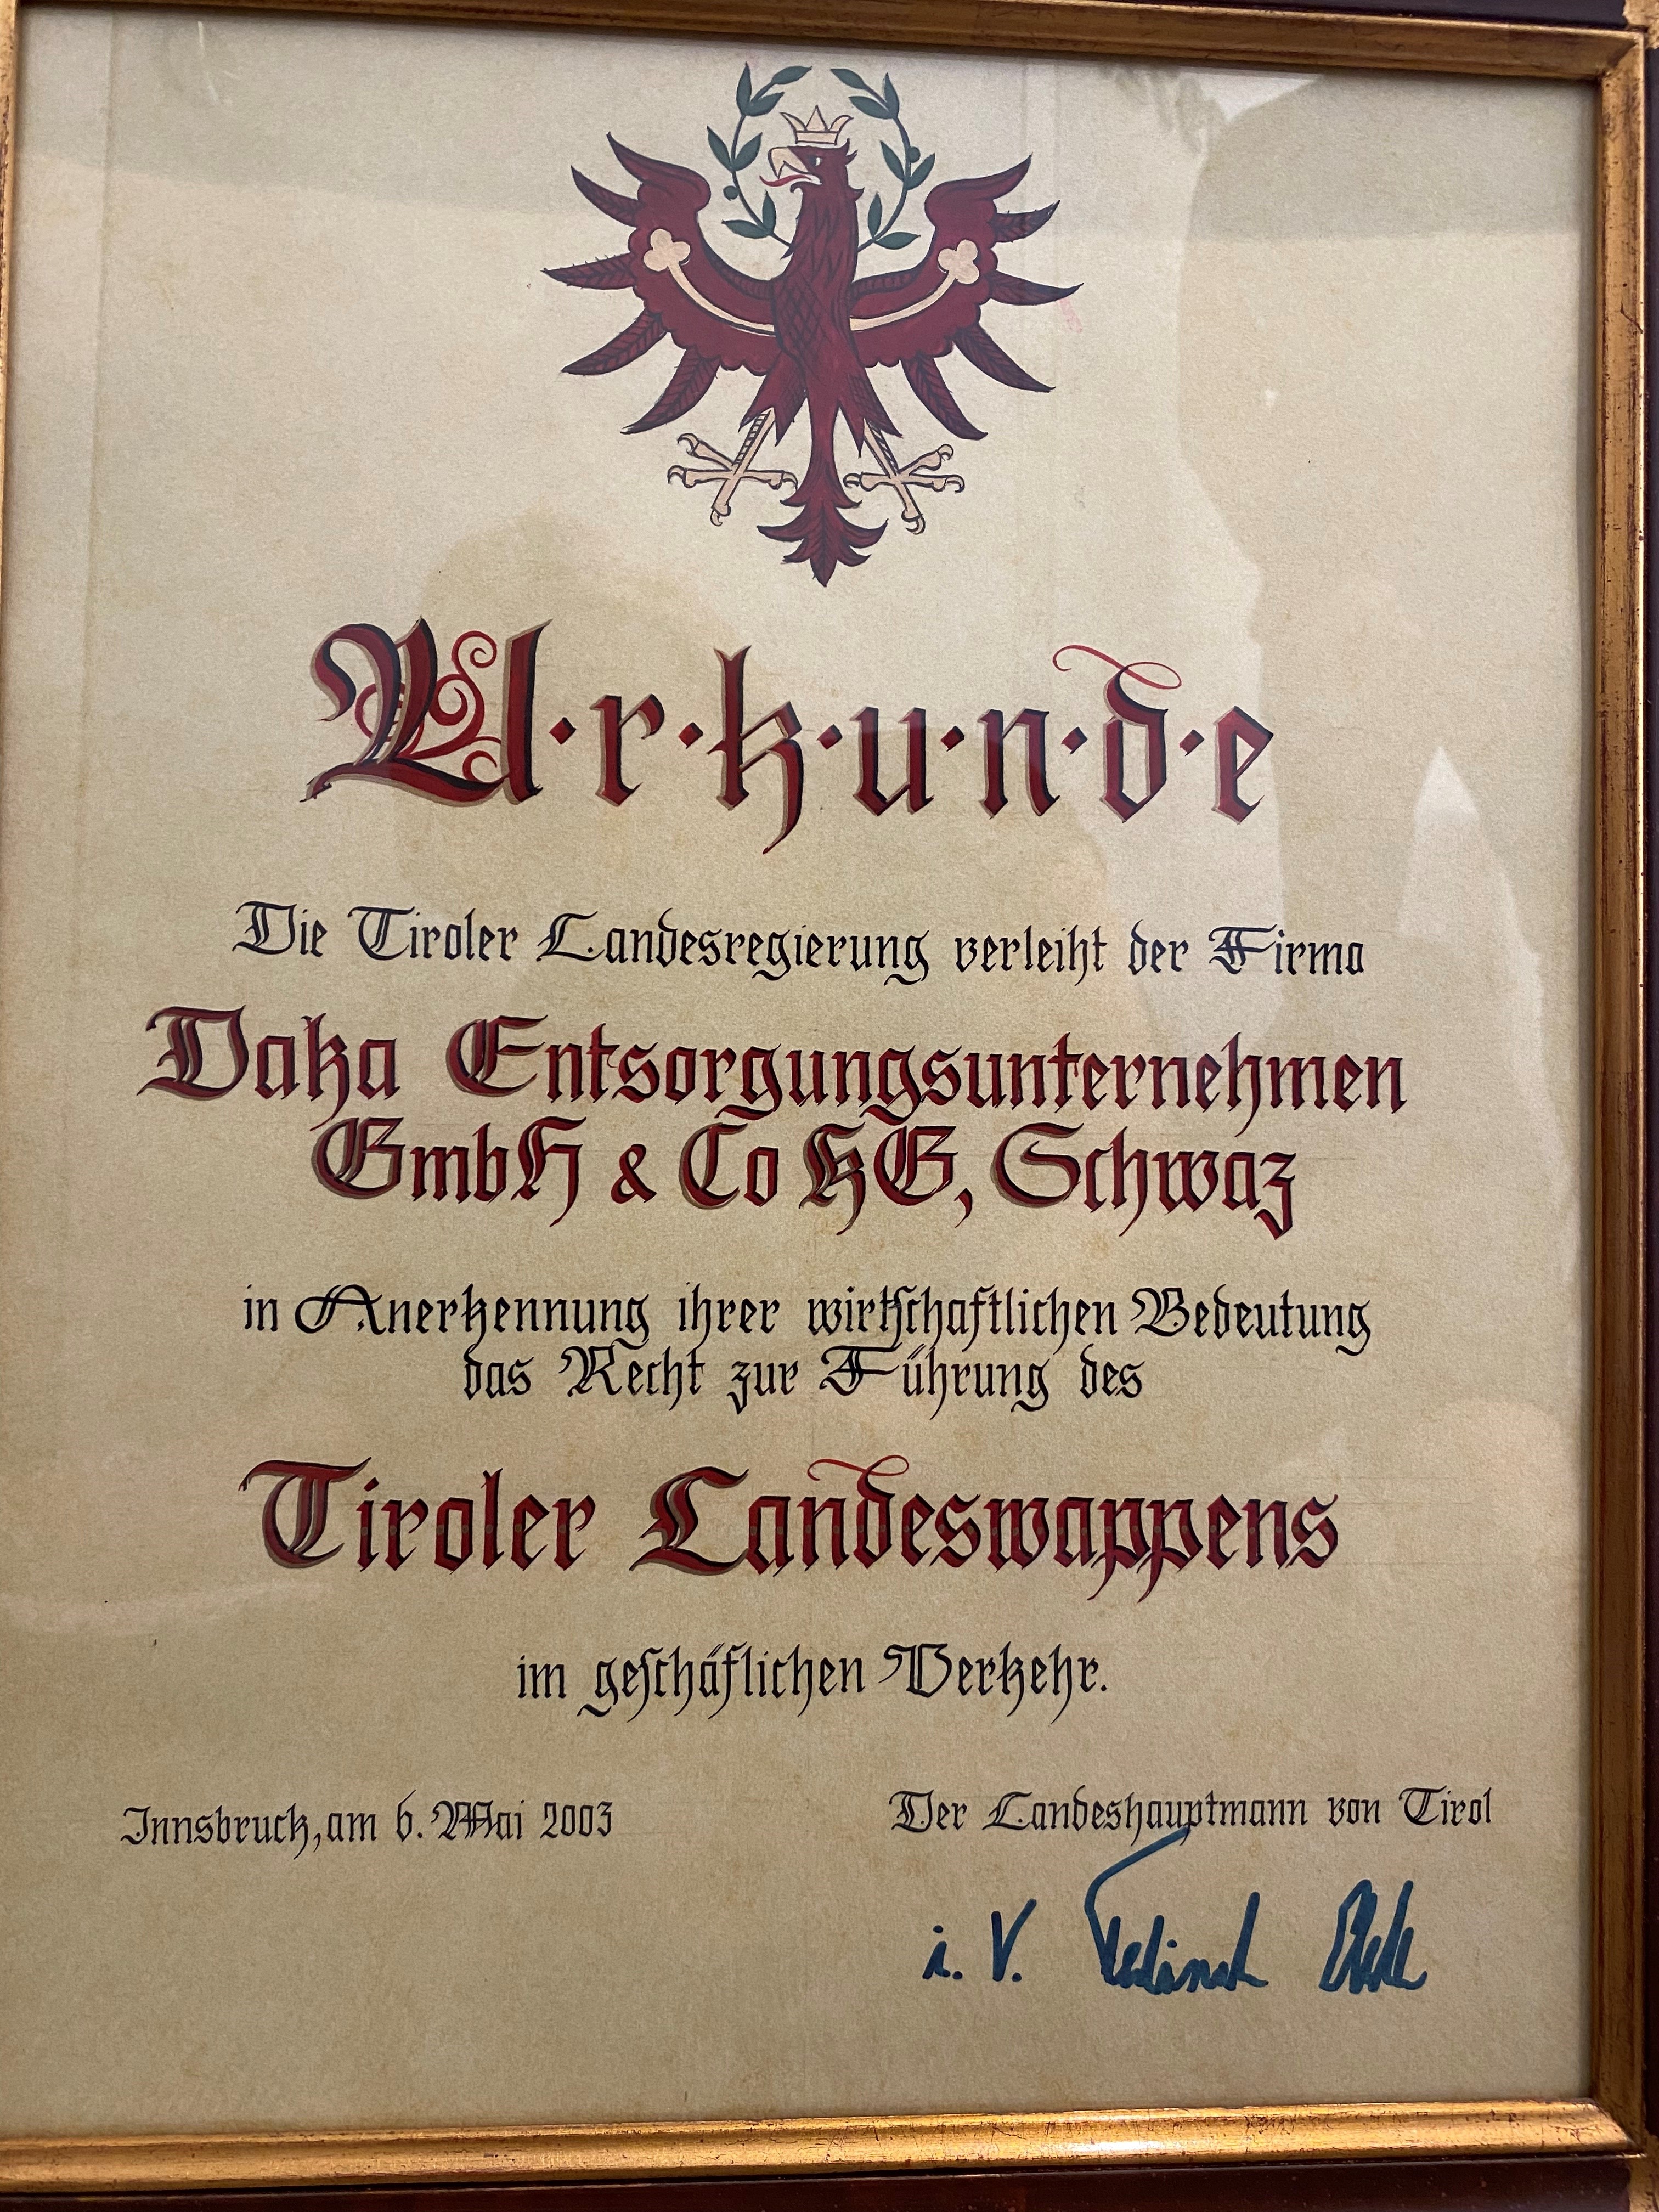 U·r·k·u·n·d·e
Die Tiroler Landesregierung verleiht der Firma
Daka Entsorgungsunternehmen
GmbH & Co KG, Schwaz
in Anerkennung ihrer wirtschaftlichen Bedeutung
das Recht zur Führung des
Tiroler Landeswappens
im geschäftlichen Verkehr.
Innsbruck, am 6. Mai 2003
Der Landeshauptmann von Tirol
i. V.